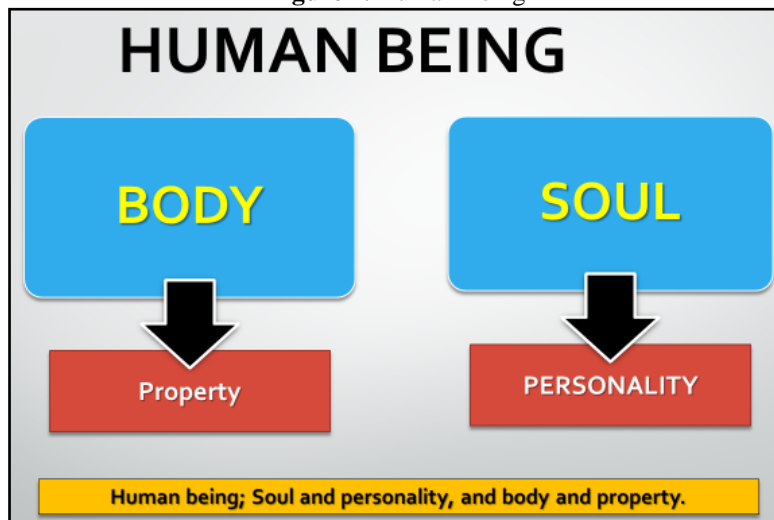 HUMAN BEING
BODY
SOUL
Property
PERSONALITY
Human being; Soul and personality, and body and property.